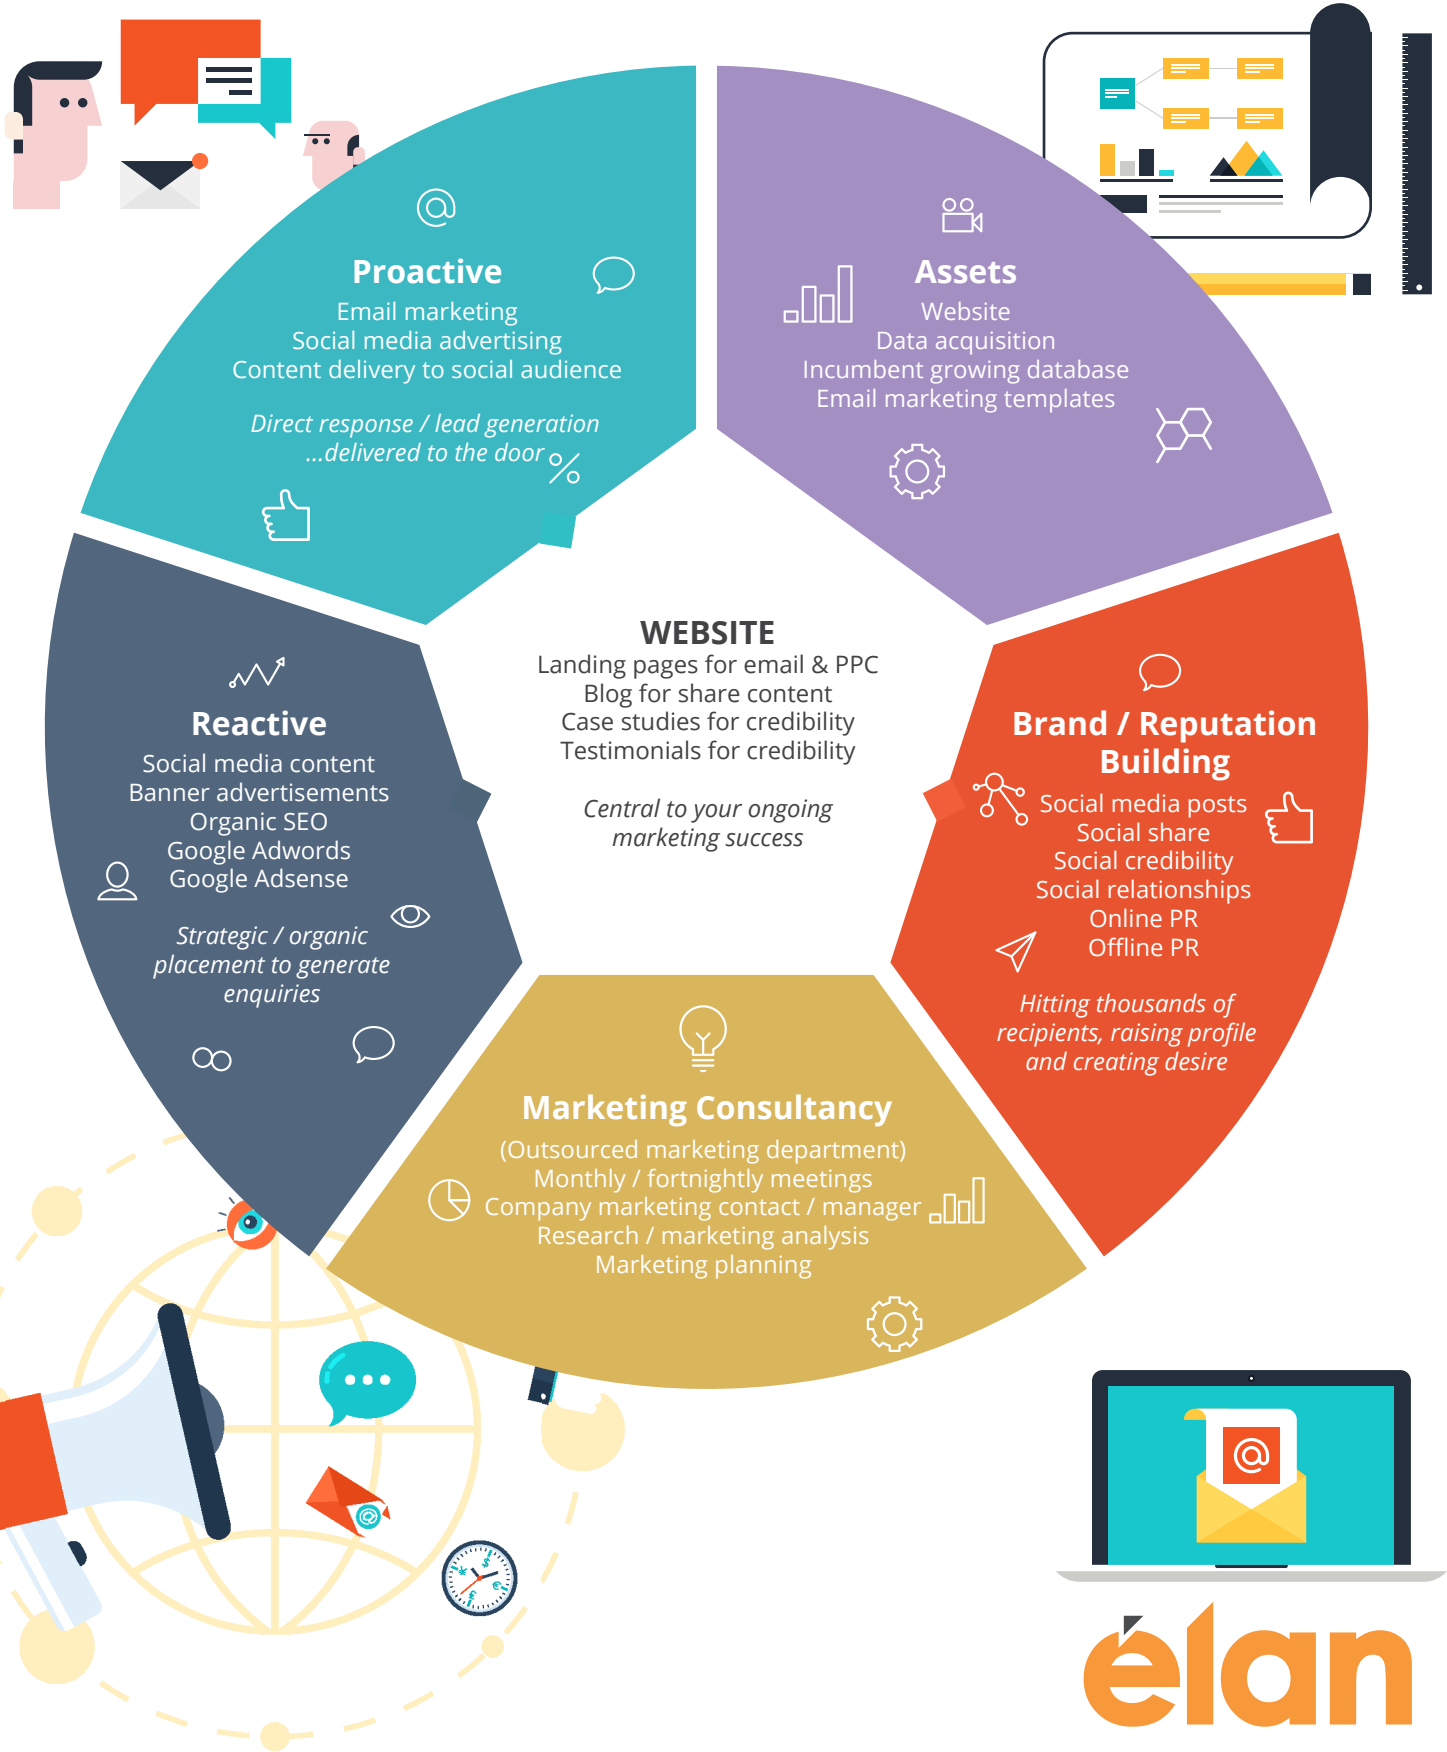 Proactive
Email marketing
Social media advertising
Content delivery to social audience
Direct response / lead generation
...delivered to the door
Assets
Website
Data acquisition
Incumbent growing database
Email marketing templates
WEBSITE
Landing pages for email & PPC
Blog for share content
Case studies for credibility
Testimonials for credibility
Central to your ongoing
marketing success
Reactive
Social media content
Banner advertisements
Organic SEO
Google Adwords
Google Adsense
Strategic / organic
placement to generate
enquiries
Brand / Reputation
Building
Social media posts
Social share
Social credibility
Social relationships
Online PR
Offline PR
Hitting thousands of
recipients, raising profile
and creating desire
Marketing Consultancy
(Outsourced marketing department)
Monthly / fortnightly meetings
Company marketing contact / manager
Research / marketing analysis
Marketing planning
élan